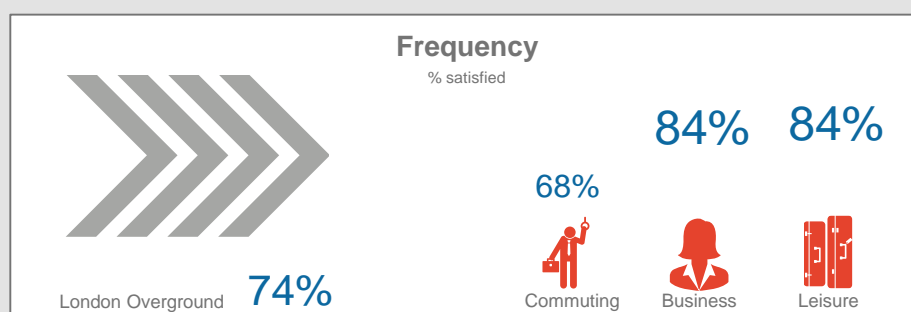 Frequency
% satisfied
84% 84%
68%
London Overground 74%
Commuting Business Leisure